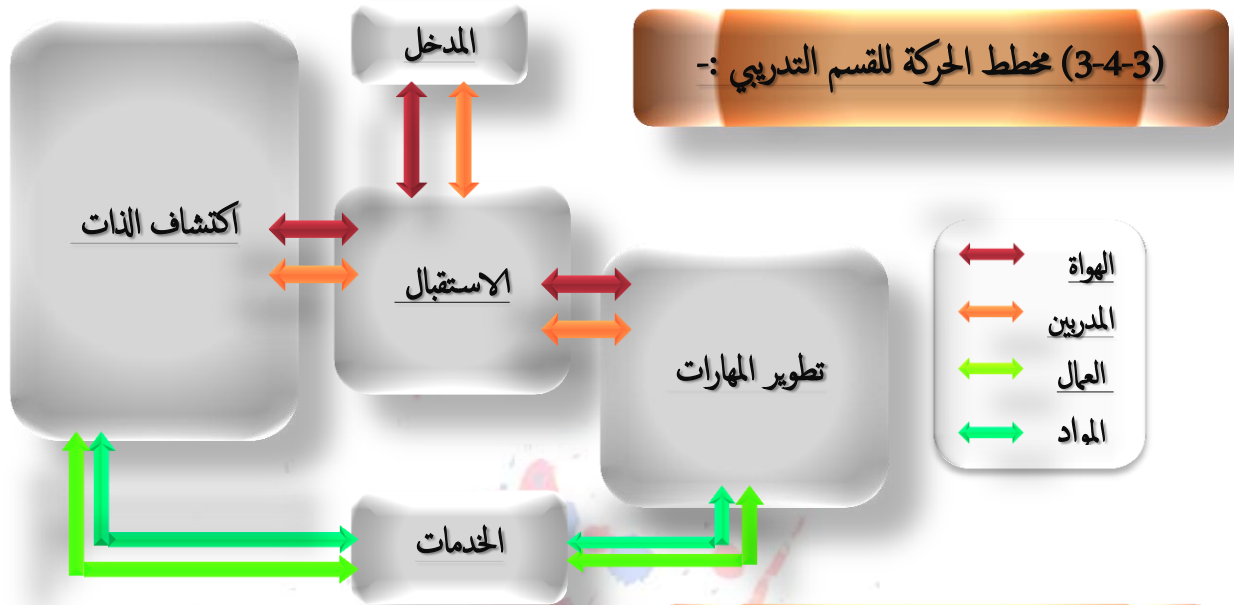 (3-4-3) مخطط الحركة للقسم التدريبي :-
المدخل
اكتشاف الذات
الاستقبال
تطوير المهارات
الخدمات
الهواة
المدربين
العمال
المواد